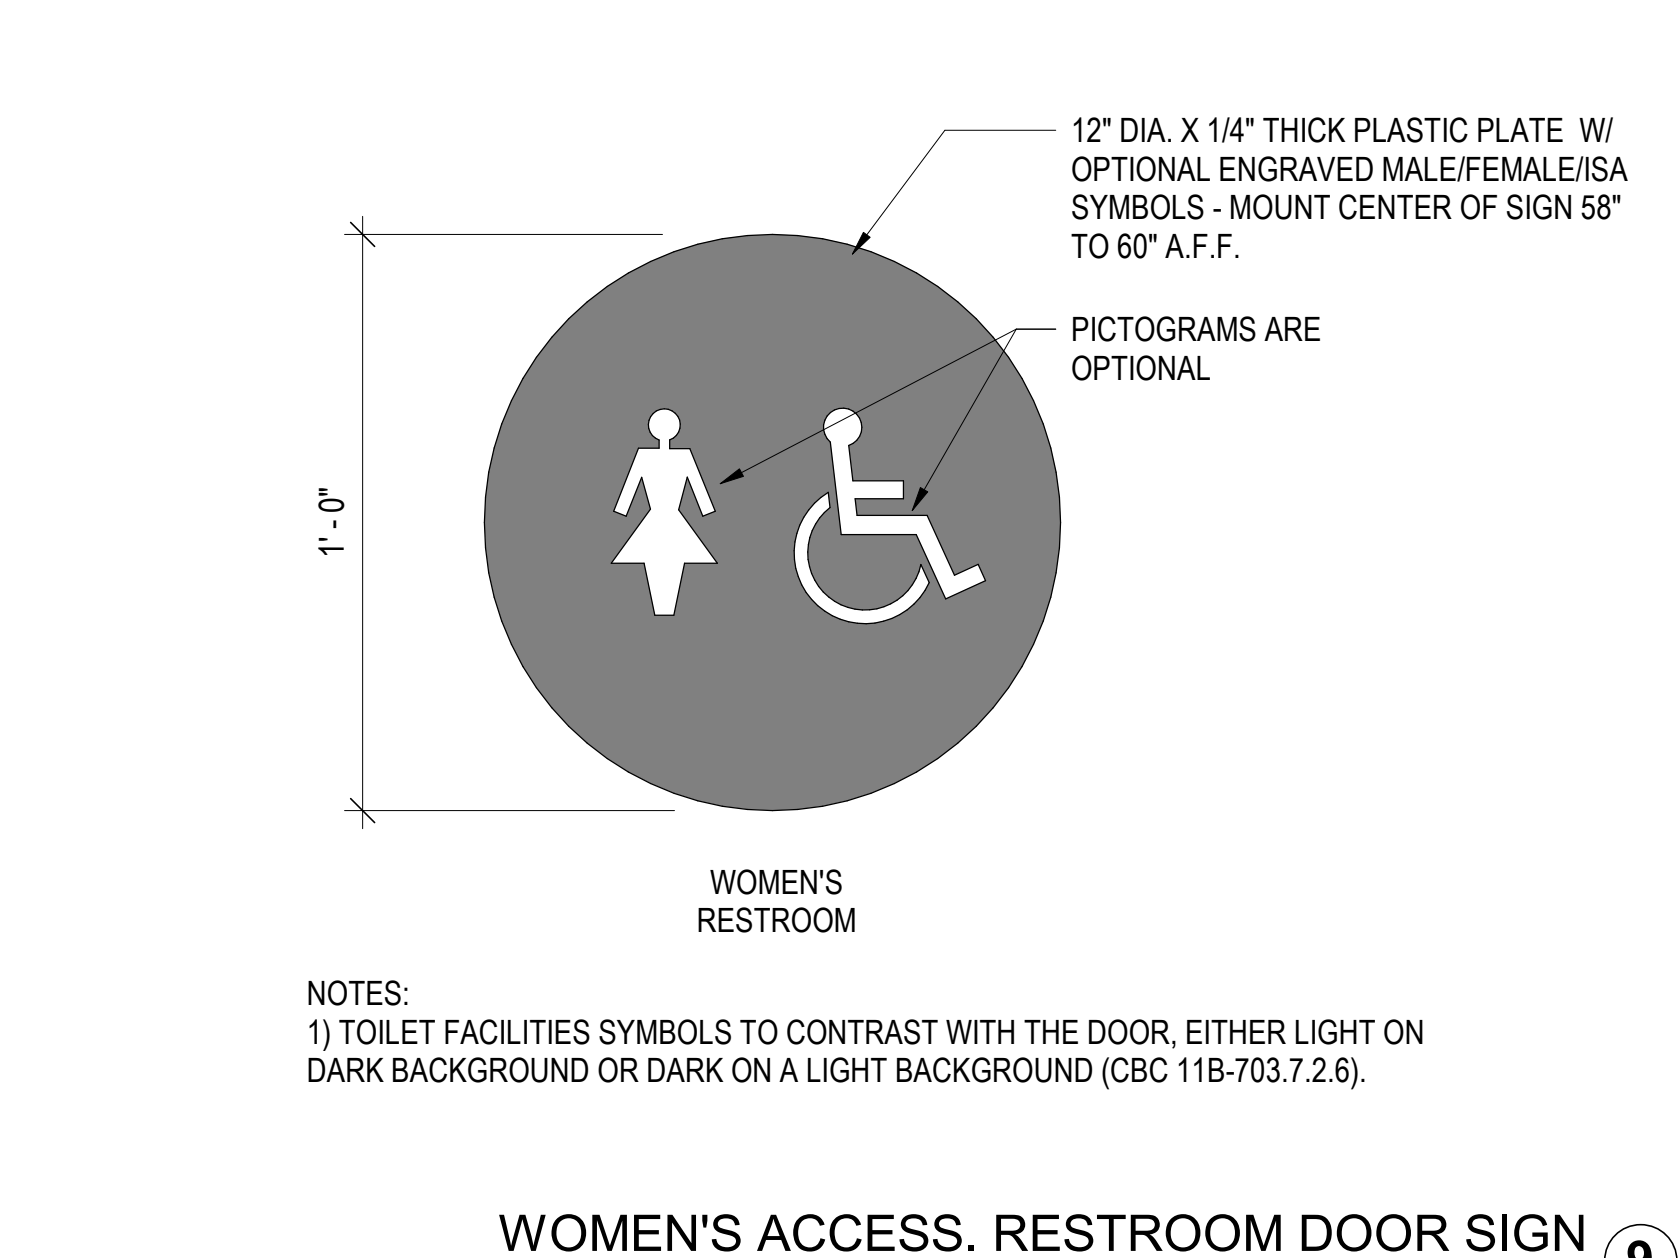 12" DIA. X 1/4" THICK PLASTIC PLATE W/
OPTIONAL ENGRAVED MALE/FEMALE/ISA
SYMBOLS - MOUNT CENTER OF SIGN 58"
TO 60" A.F.F.
PICTOGRAMS ARE
OPTIONAL
1' - 0"
WOMEN'S
RESTROOM
NOTES:
1) TOILET FACILITIES SYMBOLS TO CONTRAST WITH THE DOOR, EITHER LIGHT ON
DARK BACKGROUND OR DARK ON A LIGHT BACKGROUND (CBC 11B-703.7.2.6).
WOMEN'S ACCESS. RESTROOM DOOR SIGN